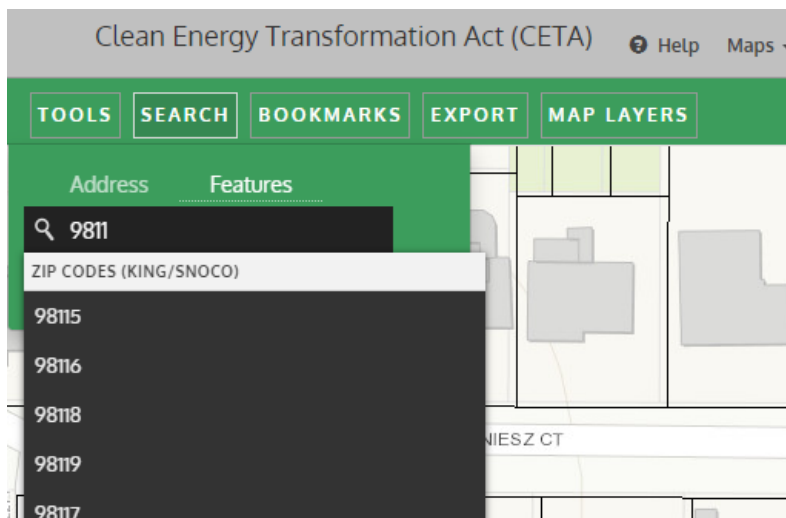 Clean Energy Transformation Act (CETA)
Help Maps
TOOLS SEARCH BOOKMARKS EXPORT MAP LAYERS
Address Features
9811
ZIP CODES (KING/SNOCO)
98115
98116
98118
98119
98117
CT